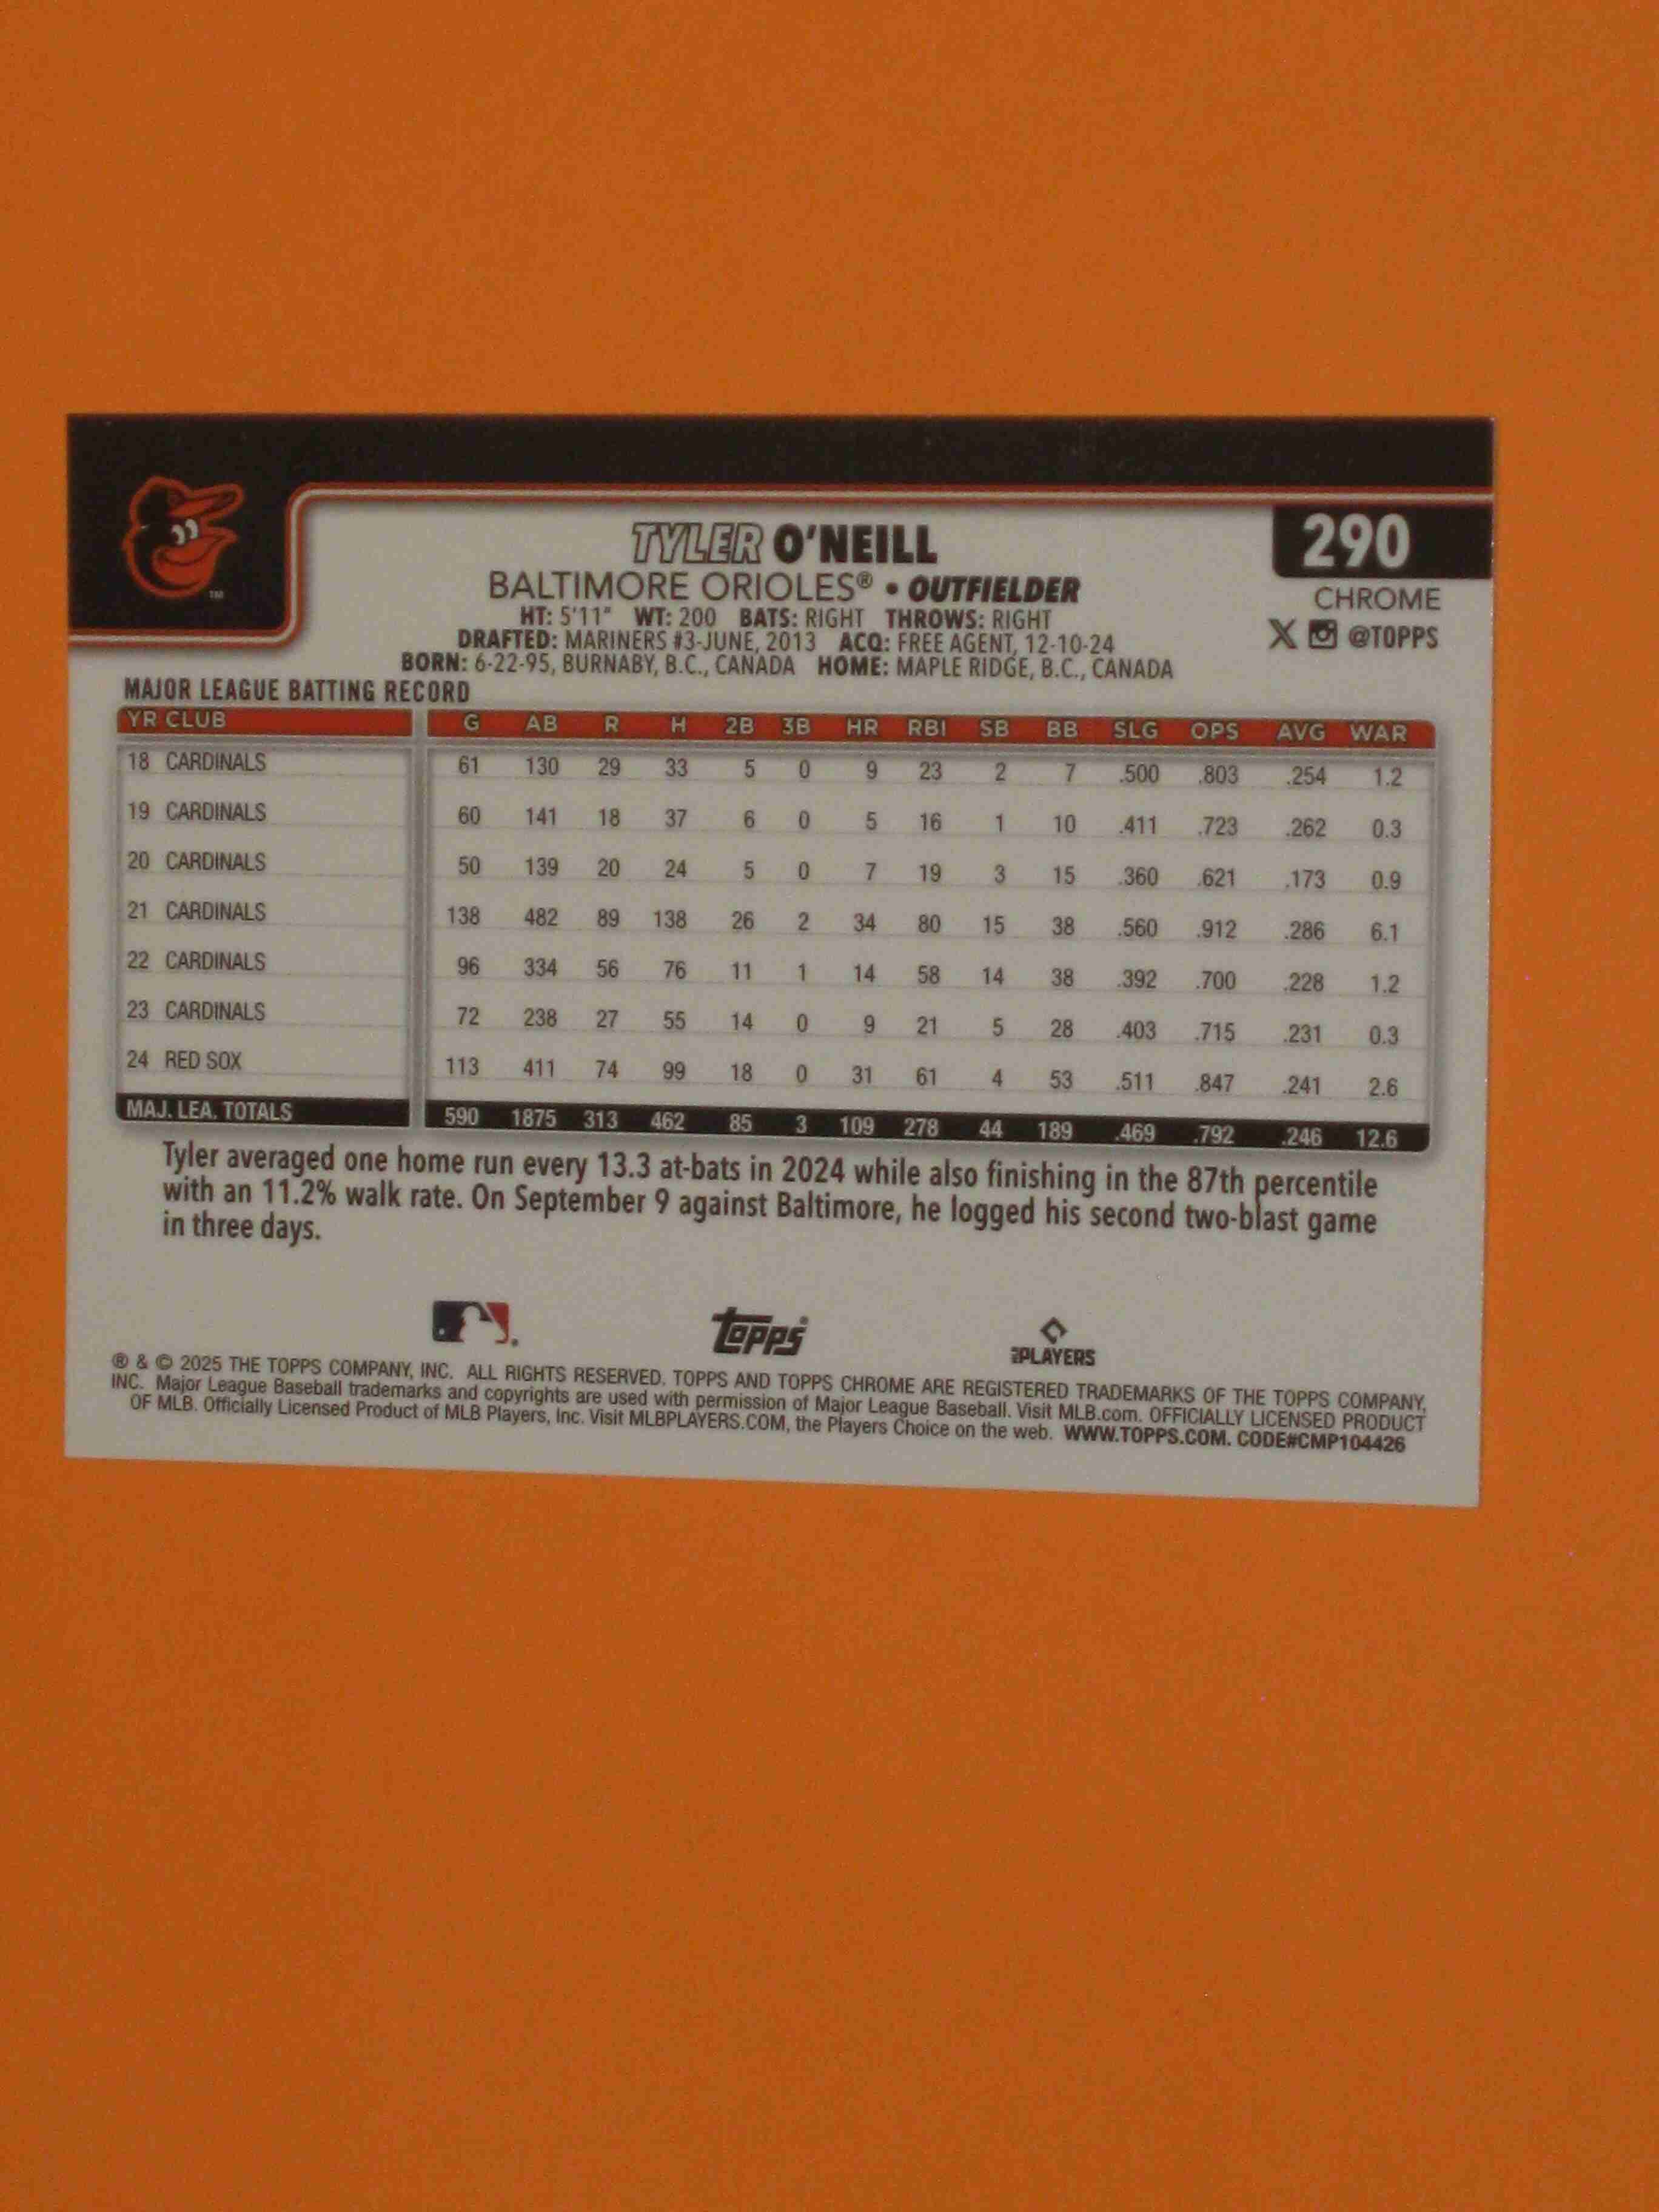 TYLER O'NEILL
290
BALTIMORE ORIOLES® • OUTFIELDER
CHROME
HT: 5'11" WT: 200 BATS: RIGHT THROWS: RIGHT
X @TOPPS
DRAFTED: MARINERS #3-JUNE, 2013 ACQ: FREE AGENT, 12-10-24
BORN: 6-22-95, BURNABY, B.C., CANADA HOME: MAPLE RIDGE, B.C., CANADA
TM
MAJOR LEAGUE BATTING RECORD
YR CLUB G AB R H 2B 3B HR RBI SB BB SLG OPS AVG WAR
18 CARDINALS 61 130 29 33 5 0 9 23 2 7 .500 .803 .254 1.2
19 CARDINALS 60 141 18 37 6 0 5 16 1 10 .411 .723 .262 0.3
20 CARDINALS 50 139 20 24 5 0 7 19 3 15 .360 .621 .173 0.9
21 CARDINALS 138 482 89 138 26 2 34 80 15 38 .560 .912 .286 6.1
22 CARDINALS 96 334 56 76 11 1 14 58 14 38 .392 .700 .228 1.2
23 CARDINALS 72 238 27 55 14 0 9 21 5 28 .403 .715 .231 0.3
24 RED SOX 113 411 74 99 18 0 31 61 4 53 .511 .847 .241 2.6
MAJ. LEA. TOTALS 590 1875 313 462 85 3 109 278 44 189 .469 .792 .246 12.6
Tyler averaged one home run every 13.3 at-bats in 2024 while also finishing in the 87th percentile
with an 11.2% walk rate. On September 9 against Baltimore, he logged his second two-blast game
in three days.
topps
PLAYERS
® & © 2025 THE TOPPS COMPANY, INC. ALL RIGHTS RESERVED. TOPPS AND TOPPS CHROME ARE REGISTERED TRADEMARKS OF THE TOPPS COMPANY,
INC. Major League Baseball trademarks and copyrights are used with permission of Major League Baseball. Visit MLB.com. OFFICIALLY LICENSED PRODUCT
OF MLB. Officially Licensed Product of MLB Players, Inc. Visit MLBPLAYERS.COM, the Players Choice on the web. WWW.TOPPS.COM. CODE#CMP104426